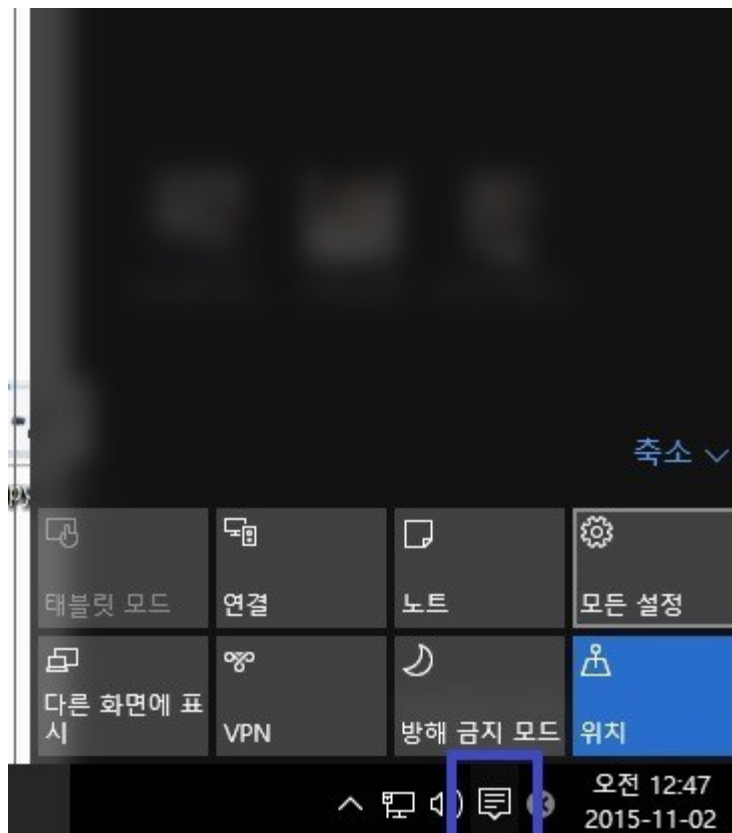 축소
태블릿 모드
연결
노트
모든 설정
다른 화면에 표
시
VPN
방해 금지 모드
위치
오전 12:47
2015-11-02